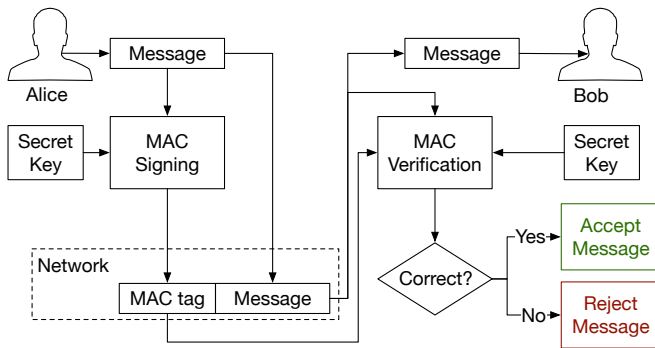 Message
Message
Alice
Bob
Secret
Key
MAC
Signing
MAC
Verification
Secret
Key
Network
MAC tag
Message
Correct?
Yes
Accept
Message
No
Reject
Message